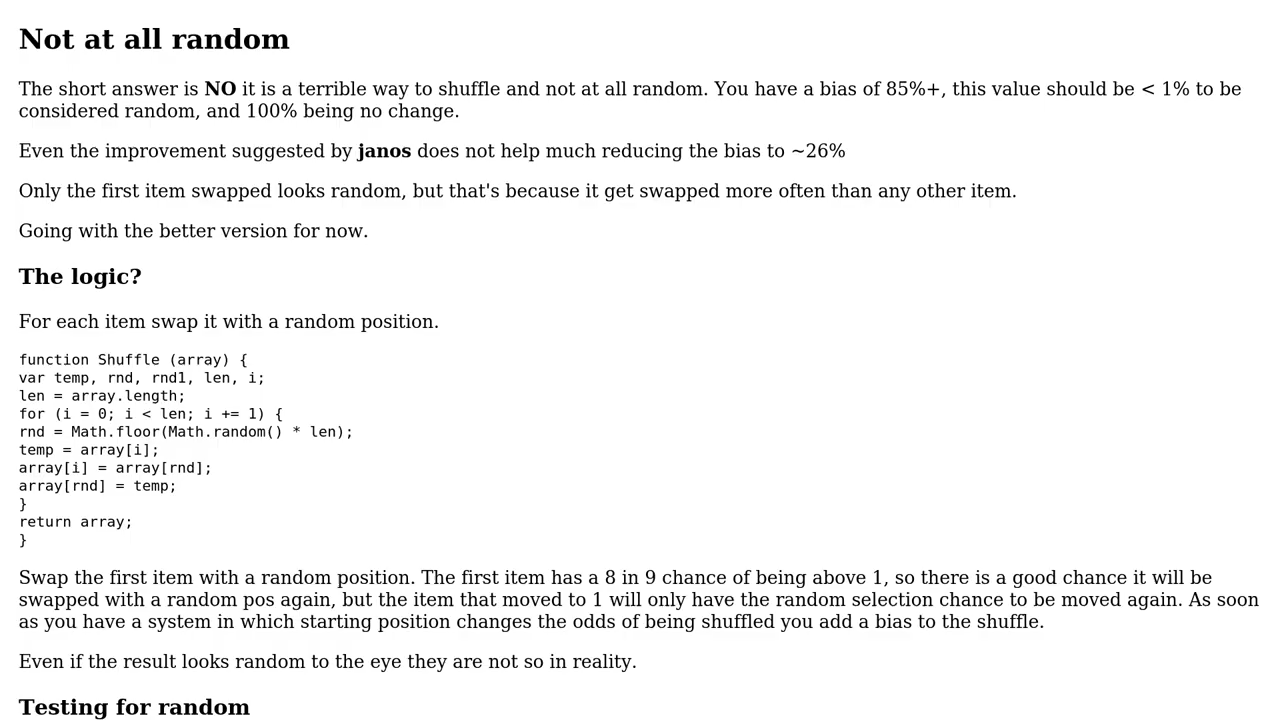 Not at all random
The short answer is NO it is a terrible way to shuffle and not at all random. You have a bias of 85%+, this value should be < 1% to be
considered random, and 100% being no change.
Even the improvement suggested by janos does not help much reducing the bias to ~26%
Only the first item swapped looks random, but that's because it get swapped more often than any other item.
Going with the better version for now.
The logic?
For each item swap it with a random position.
function Shuffle (array) {
var temp, rnd, rnd1, len, i;
len = array.length;
for (i = 0; i < len; i += 1) {
rnd = Math.floor(Math.random() * len);
temp = array[i];
array[i] = array[rnd];
array[rnd] = temp;
}
return array;
}
Swap the first item with a random position. The first item has a 8 in 9 chance of being above 1, so there is a good chance it will be
swapped with a random pos again, but the item that moved to 1 will only have the random selection chance to be moved again. As soon
as you have a system in which starting position changes the odds of being shuffled you add a bias to the shuffle.
Even if the result looks random to the eye they are not so in reality.
Testing for random